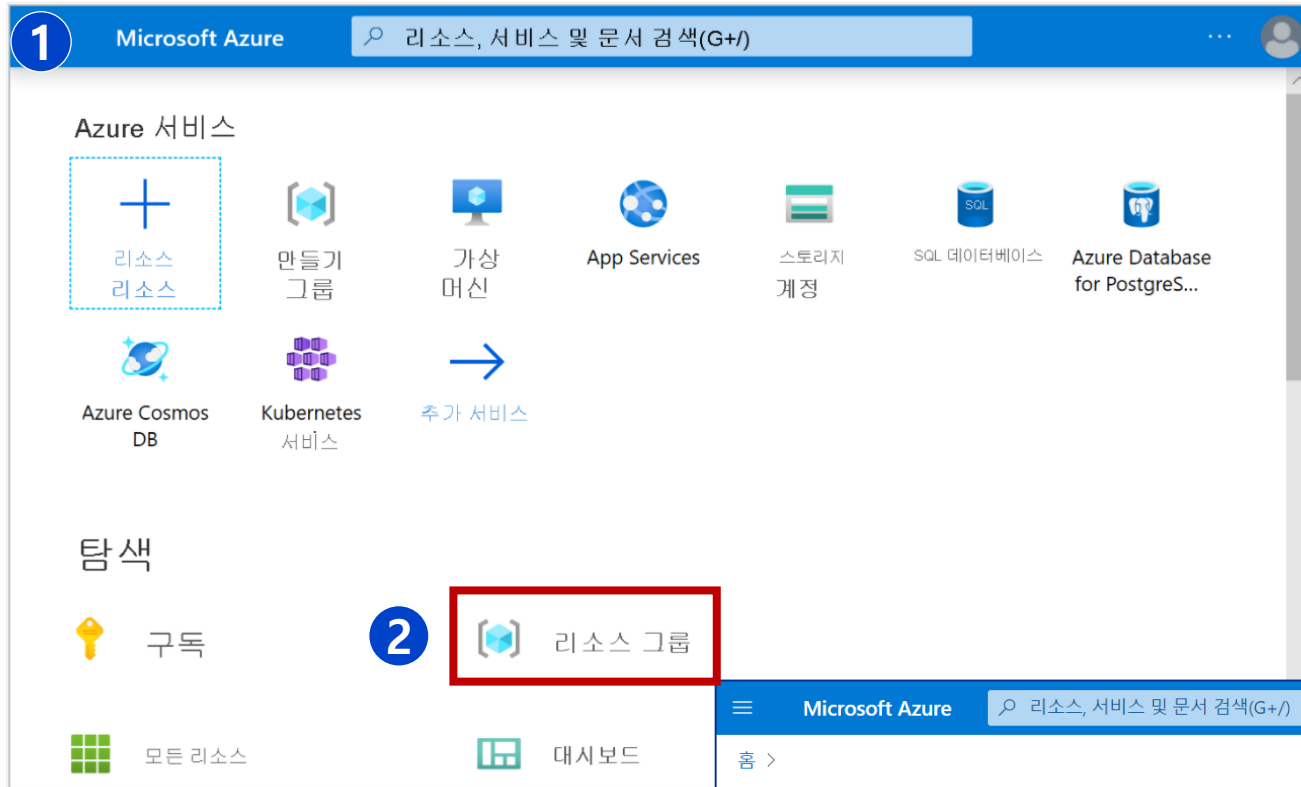 1
Microsoft Azure
리소스, 서비스 및 문서 검색(G+/)
...
Azure 서비스
리소스
리소스
만들기
그룹
가상
머신
App Services
스토리지
계정
SQL
SQL 데이터베이스
Azure Database
for PostgreS...
Azure Cosmos
DB
Kubernetes
서비스
추가 서비스
탐색
구독
2
리소스 그룹
모든 리소스
대시보드
Microsoft Azure
리소스, 서비스 및 문서 검색(G+/)
홈 >